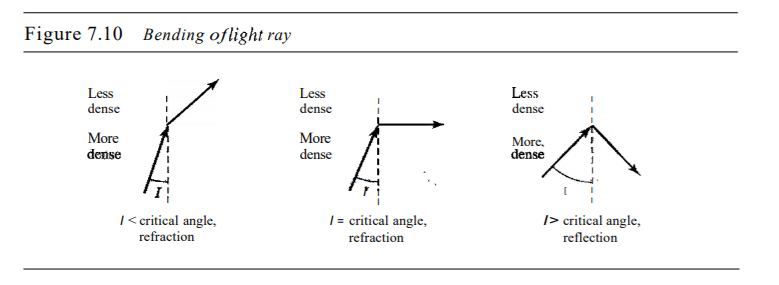 Figure 7.10 Bending oflight ray
Less
dense
More
dense
I
I < critical angle,
refraction
Less
dense
More
dense
I
I = critical angle,
refraction
Less
dense
More,
dense
I
I > critical angle,
reflection